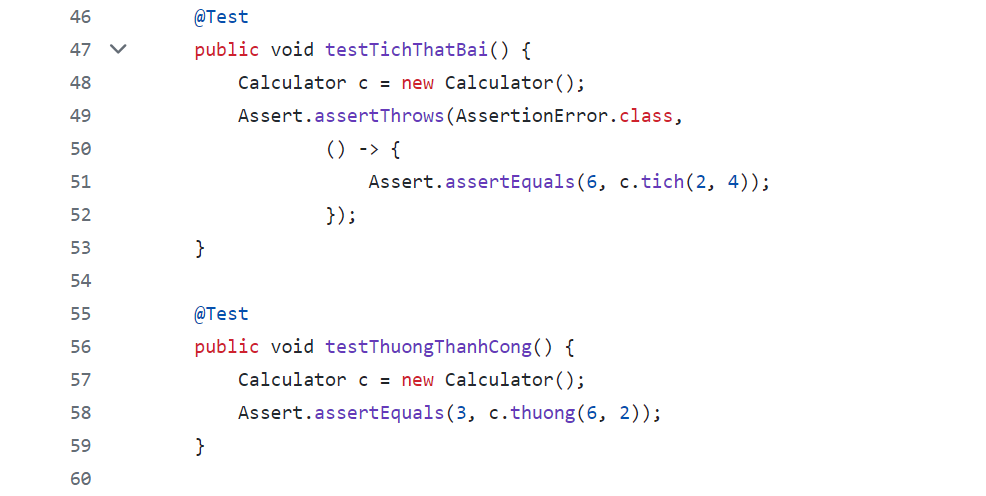 46 @Test
47 public void testTichThatBai() {
48 Calculator c = new Calculator();
49 Assert.assertThrows(AssertionError.class,
50 () -> {
51 Assert.assertEquals(6, c.tich(2, 4));
52 });
53 }
54
55 @Test
56 public void testThuongThanhCong() {
57 Calculator c = new Calculator();
58 Assert.assertEquals(3, c.thuong(6, 2));
59 }
60